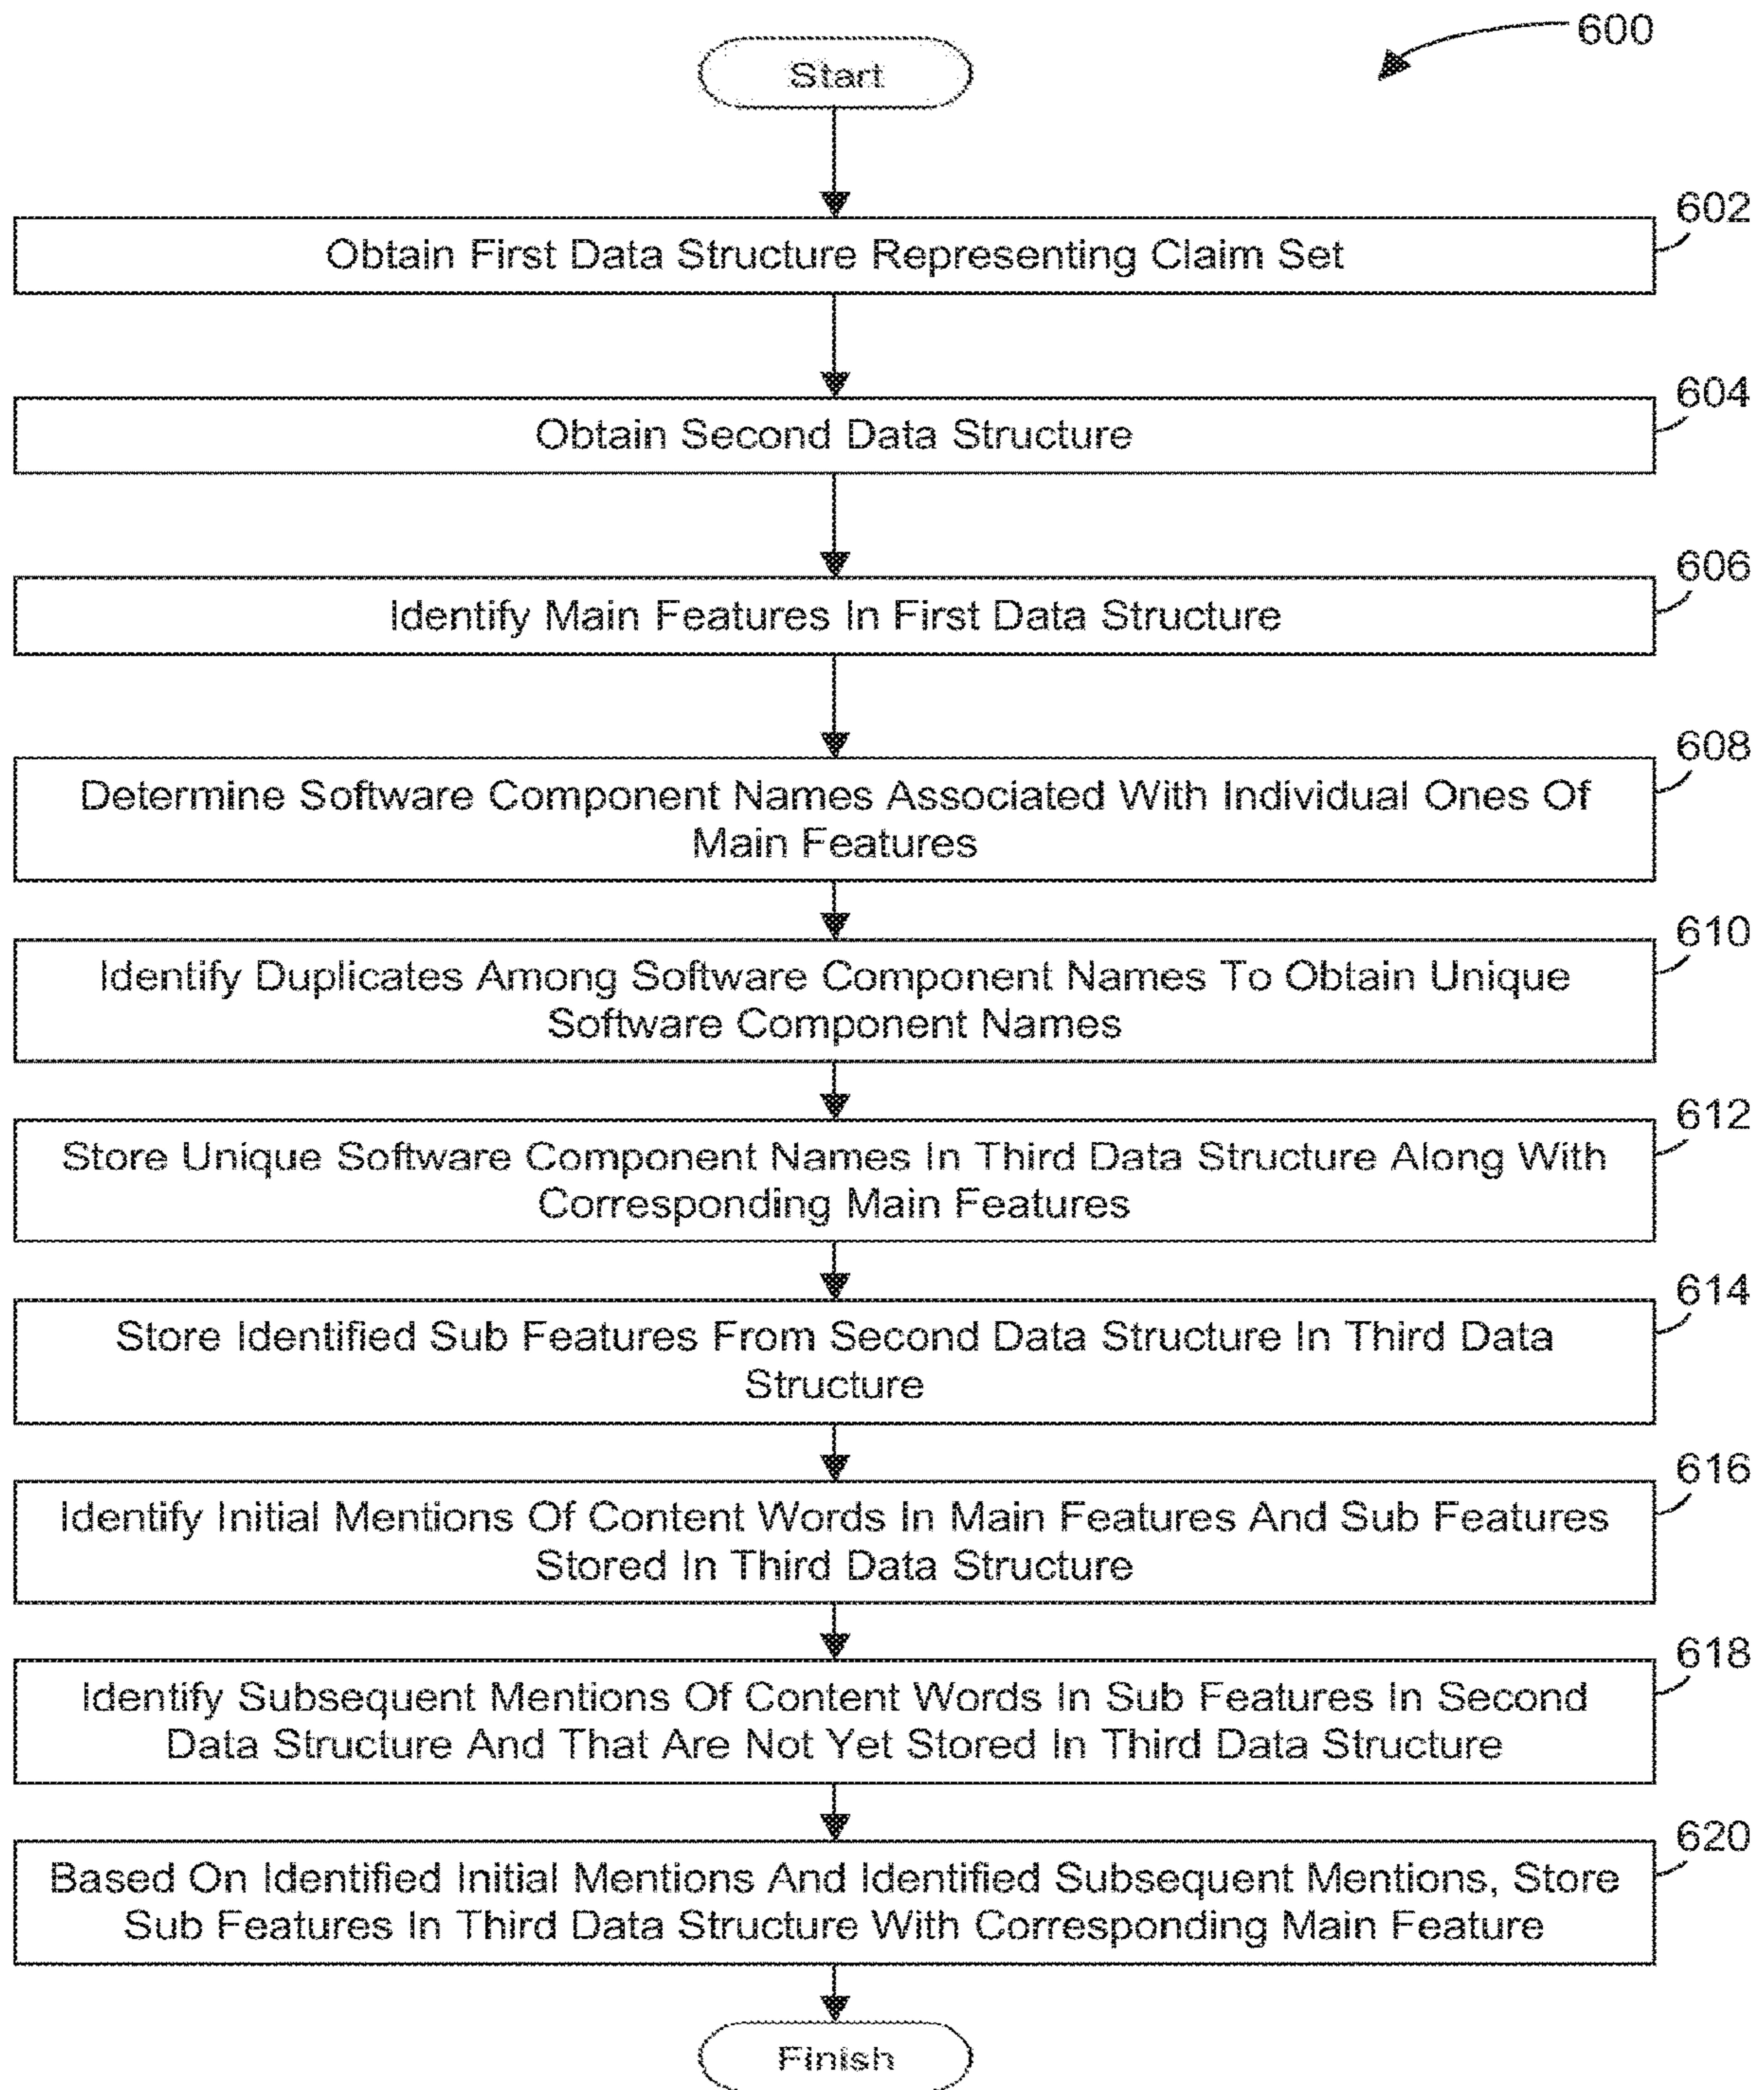 600
Start
602
Obtain First Data Structure Representing Claim Set
604
Obtain Second Data Structure
606
Identify Main Features In First Data Structure
608
Determine Software Component Names Associated With Individual Ones Of
Main Features
610
Identify Duplicates Among Software Component Names To Obtain Unique
Software Component Names
612
Store Unique Software Component Names In Third Data Structure Along With
Corresponding Main Features
614
Store Identified Sub Features From Second Data Structure In Third Data
Structure
616
Identify Initial Mentions Of Content Words In Main Features And Sub Features
Stored In Third Data Structure
618
Identify Subsequent Mentions Of Content Words In Sub Features In Second
Data Structure And That Are Not Yet Stored In Third Data Structure
620
Based On Identified Initial Mentions And Identified Subsequent Mentions, Store
Sub Features In Third Data Structure With Corresponding Main Feature
Finish